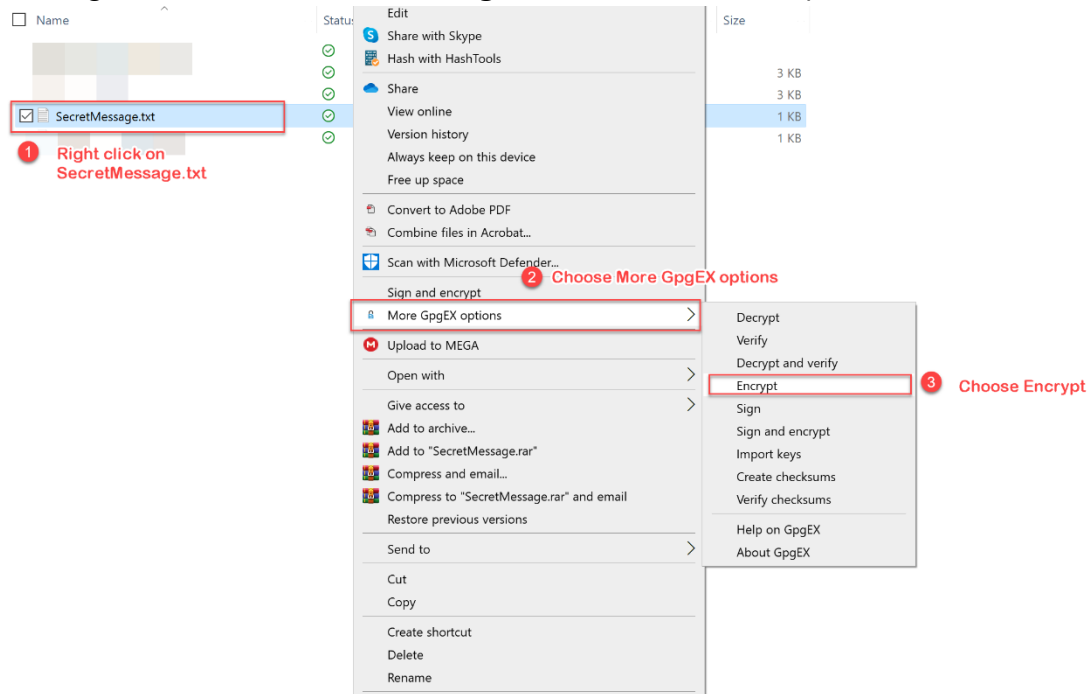 Name
Status
Size
3 KB
3 KB
SecretMessage.txt
1 KB
1 KB
1 Right click on
SecretMessage.txt
Edit
Share with Skype
Hash with HashTools
Share
View online
Version history
Always keep on this device
Free up space
Convert to Adobe PDF
Combine files in Acrobat...
Scan with Microsoft Defender...
2 Choose More GpgEX options
Sign and encrypt
More GpgEX options
Upload to MEGA
Open with
Give access to
Add to archive...
Add to "SecretMessage.rar"
Compress and email...
Compress to "SecretMessage.rar" and email
Restore previous versions
Send to
Cut
Copy
Create shortcut
Delete
Rename
Decrypt
Verify
Decrypt and verify
Encrypt
3 Choose Encrypt
Sign
Sign and encrypt
Import keys
Create checksums
Verify checksums
Help on GpgEX
About GpgEX